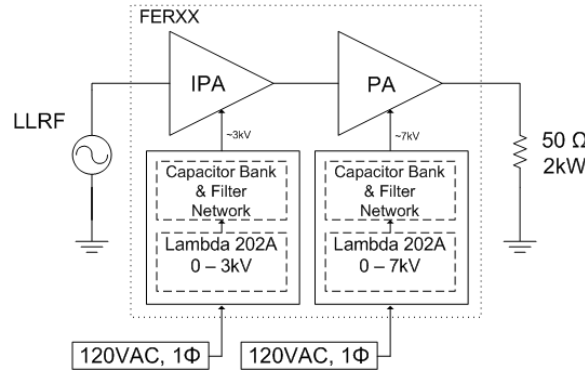 FERXX
IPA
PA
LLRF
~3kV
~7kV
50 Ω
2kW
Capacitor Bank
& Filter
Network
Capacitor Bank
& Filter
Network
Lambda 202A
0 – 3kV
Lambda 202A
0 – 7kV
120VAC, 1Φ
120VAC, 1Φ